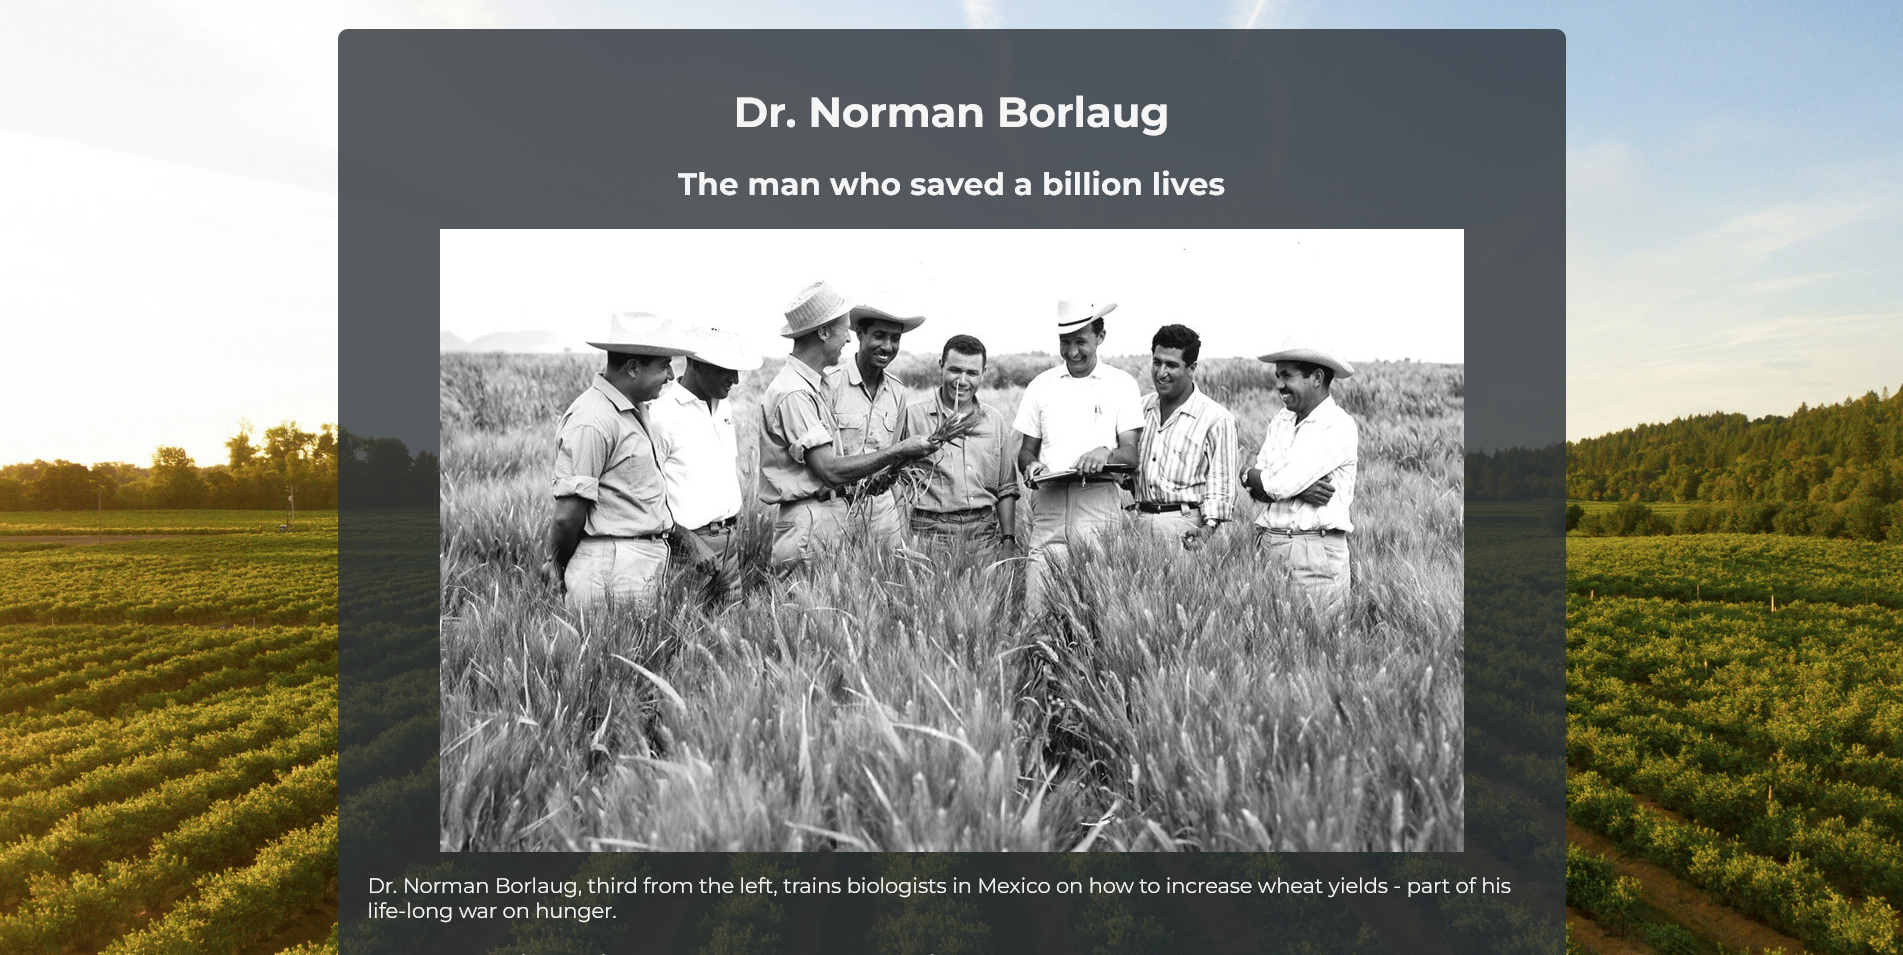 Dr. Norman Borlaug
The man who saved a billion lives
Dr. Norman Borlaug, third from the left, trains biologists in Mexico on how to increase wheat yields - part of his
life-long war on hunger.